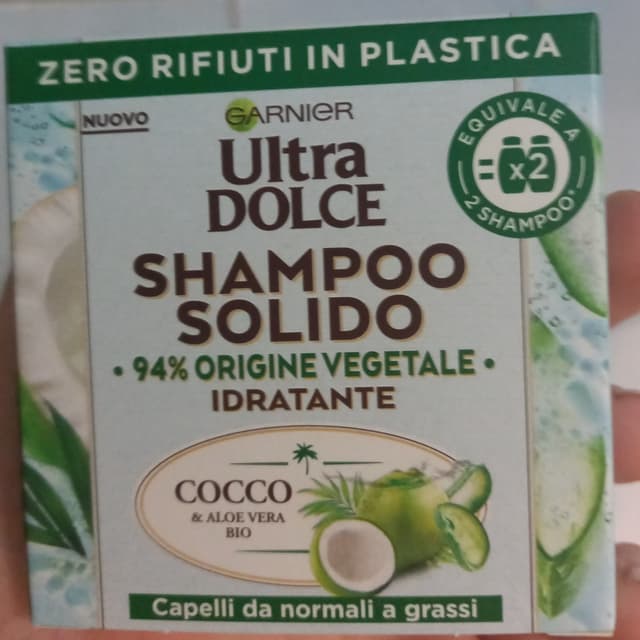 ZERO RIFIUTI IN PLASTICA
NUOVO
GARNIER
Ultra
DOLCE
EQUIVALE A
= x2
2 SHAMPOO*
SHAMPOO
SOLIDO
• 94% ORIGINE VEGETALE •
IDRATANTE
COCCO
& ALOE VERA
BIO
Capelli da normali a grassi